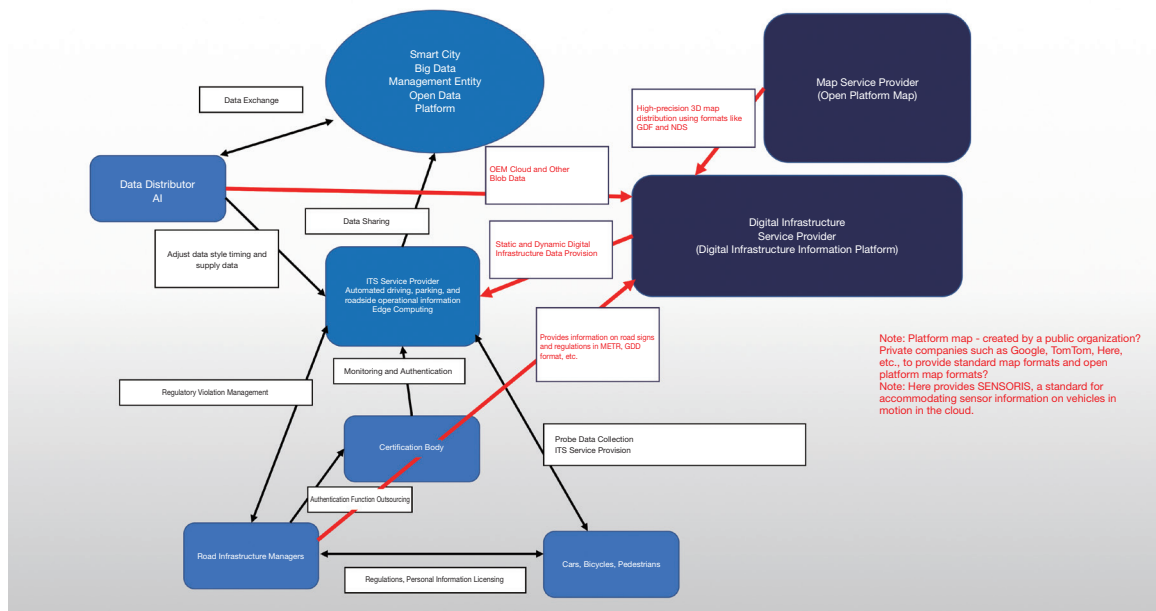 Smart City
Big Data
Management Entity
Open Data
Platform
Map Service Provider
(Open Platform Map)
Data Exchange
High-precision 3D map
distribution using formats like
GDF and NDS
OEM Cloud and Other
Blob Data
Data Distributor
AI
Data Sharing
Digital Infrastructure
Service Provider
(Digital Infrastructure Information Platform)
Adjust data style timing and
supply data
Static and Dynamic Digital
Infrastructure Data Provision
ITS Service Provider
Automated driving, parking, and
roadside operational information
Edge Computing
Provides information on road signs
and regulations in METR, GDD
format, etc.
Note: Platform map - created by a public organization?
Private companies such as Google, TomTom, Here,
etc., to provide standard map formats and open
platform map formats?
Note: Here provides SENSORIS, a standard for
accommodating sensor information on vehicles in
motion in the cloud.
Monitoring and Authentication
Regulatory Violation Management
Certification Body
Probe Data Collection
ITS Service Provision
Authentication Function Outsourcing
Road Infrastructure Managers
Cars, Bicycles, Pedestrians
Regulations, Personal Information Licensing